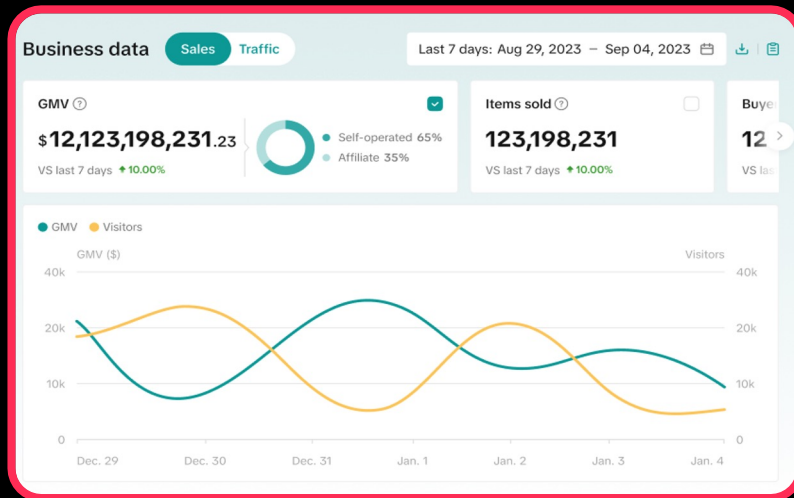 Business data Sales Traffic Last 7 days: Aug 29, 2023 – Sep 04, 2023
GMV Items sold
$12,123,198,231.23 Self-operated 65% 123,198,231 12
Affiliate 35%
VS last 7 days 10.00% VS last 7 days 10.00% VS
GMV Visitors
GMV ($) Visitors
40k 40k
20k 20k
10k 10k
0 0
Dec. 29 Dec. 30 Dec. 31 Jan. 1 Jan. 2 Jan. 3 Jan. 4